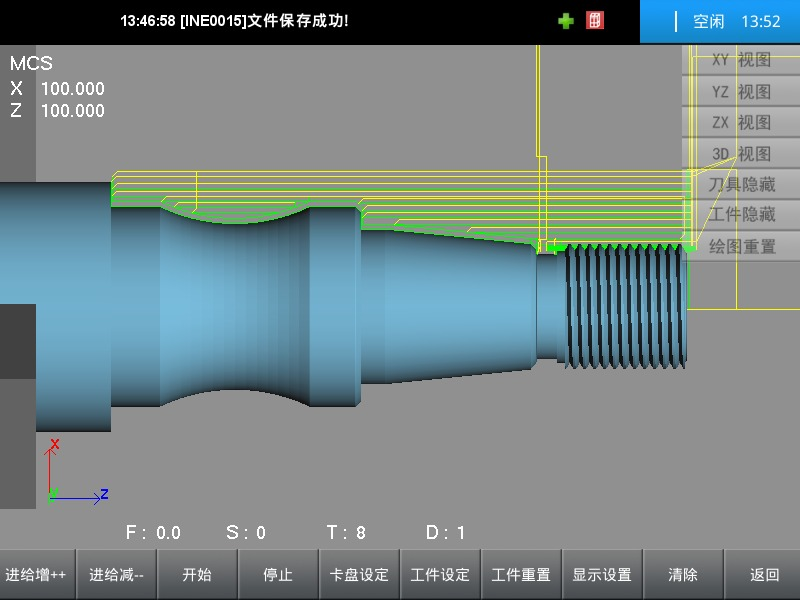 13:46:58 [INE0015]文件保存成功!
空闲 13:52
MCS
X 100.000
Z 100.000
XY 视图
YZ 视图
ZX 视图
3D 视图
刀具隐藏
工件隐藏
绘图重置
X
Z
F: 0.0 S: 0 T: 8 D: 1
进给增++ 进给减-- 开始 停止 卡盘设定 工件设定 工件重置 显示设置 清除 返回